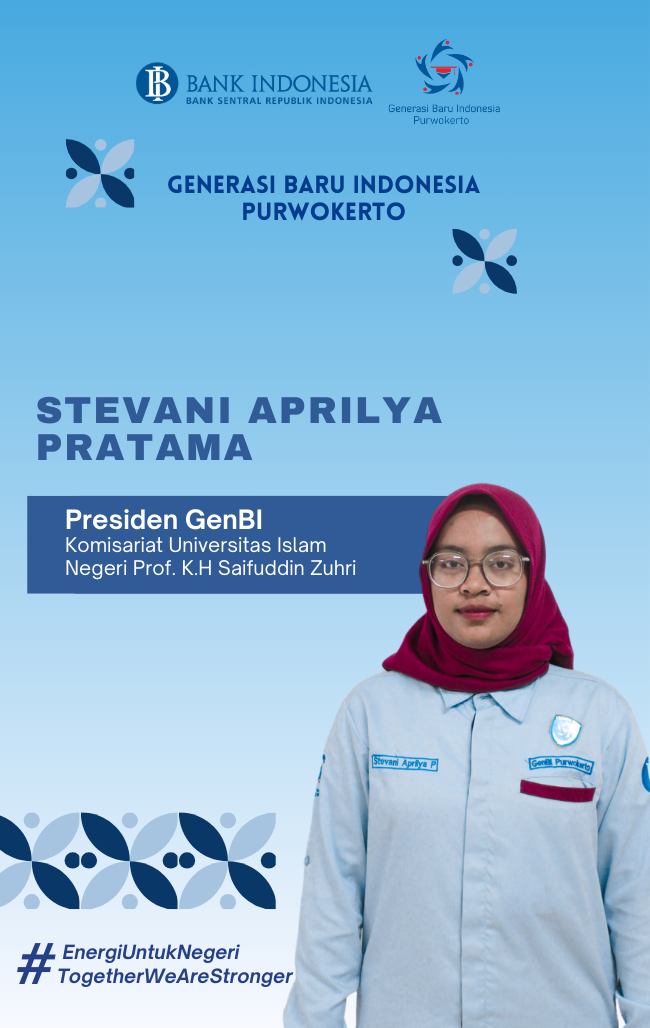 BANK INDONESIA
BANK SENTRAL REPUBLIK INDONESIA
Generasi Baru Indonesia
Purwokerto
GENERASI BARU INDONESIA
PURWOKERTO
STEVANI APRILYA
PRATAMA
Presiden GenBI
Komisariat Universitas Islam
Negeri Prof. K.H Saifuddin Zuhri
Stevani Aprilya P
GenBI Purwokerto
# EnergiUntukNegeri
TogetherWeAreStronger